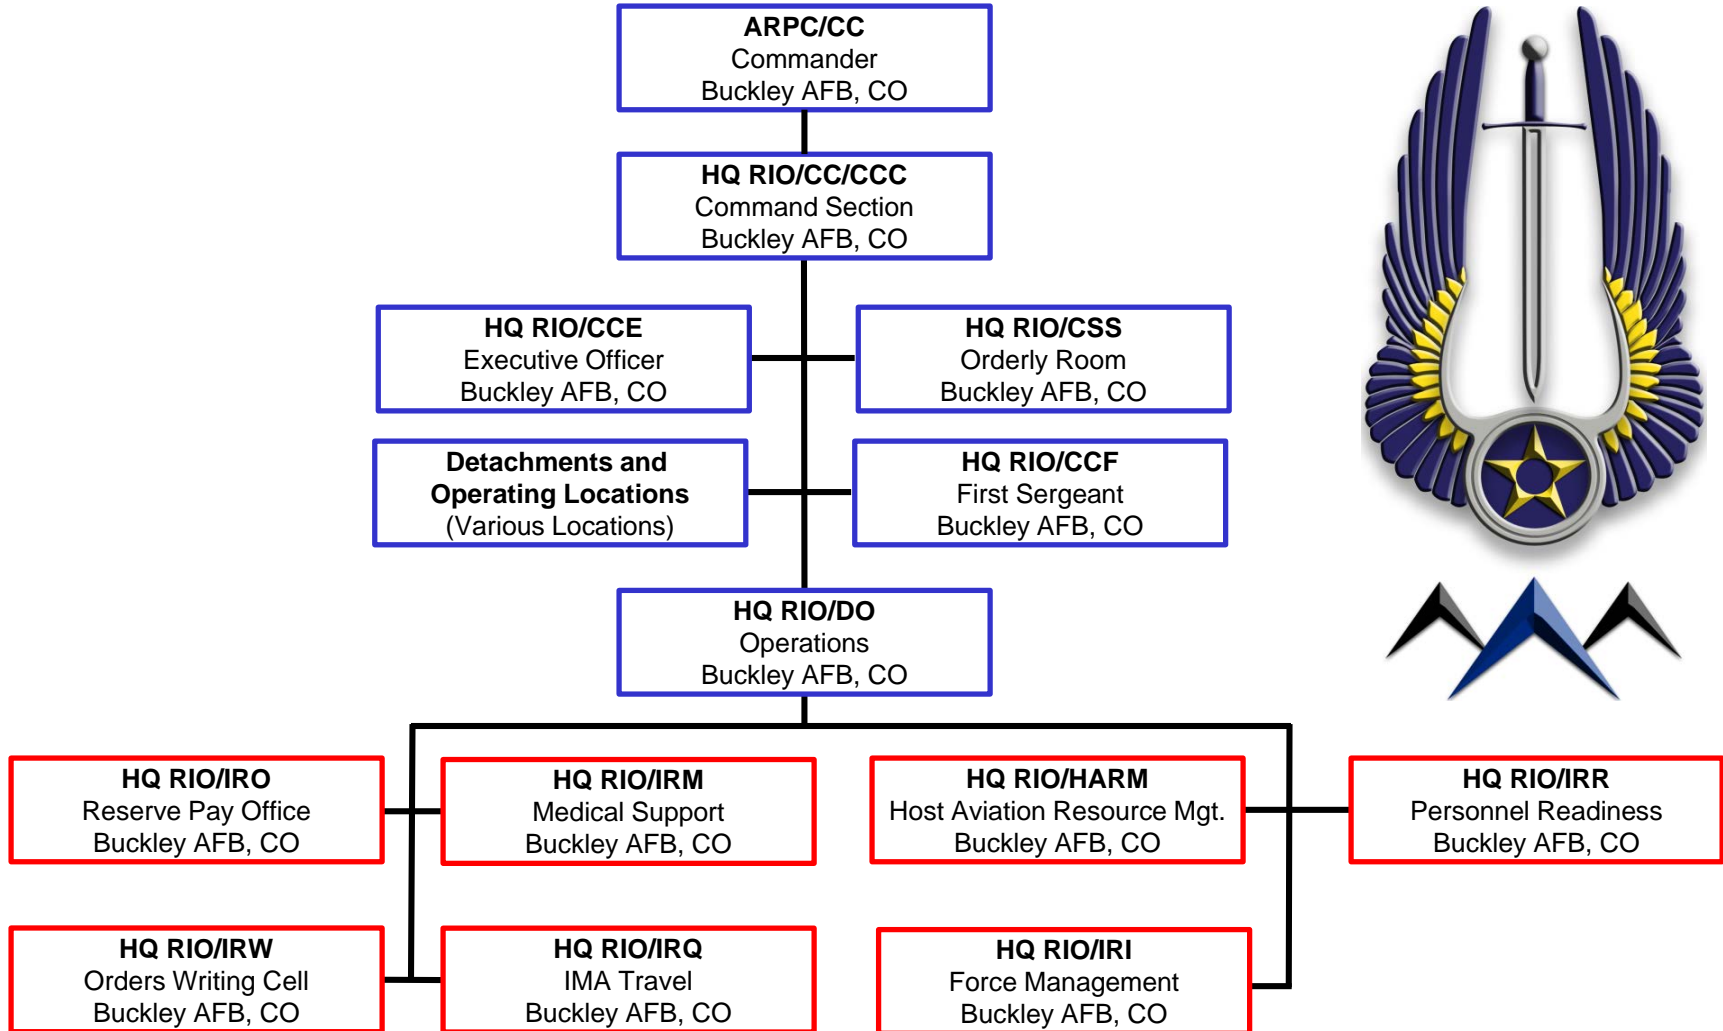 ARPC/CC
Commander
Buckley AFB, CO
HQ RIO/CC/CCC
Command Section
Buckley AFB, CO
HQ RIO/CCE
Executive Officer
Buckley AFB, CO
HQ RIO/CSS
Orderly Room
Buckley AFB, CO
Detachments and
Operating Locations
(Various Locations)
HQ RIO/CCF
First Sergeant
Buckley AFB, CO
HQ RIO/DO
Operations
Buckley AFB, CO
HQ RIO/IRO
Reserve Pay Office
Buckley AFB, CO
HQ RIO/IRM
Medical Support
Buckley AFB, CO
HQ RIO/HARM
Host Aviation Resource Mgt.
Buckley AFB, CO
HQ RIO/IRR
Personnel Readiness
Buckley AFB, CO
HQ RIO/IRW
Orders Writing Cell
Buckley AFB, CO
HQ RIO/IRQ
IMA Travel
Buckley AFB, CO
HQ RIO/IRI
Force Management
Buckley AFB, CO